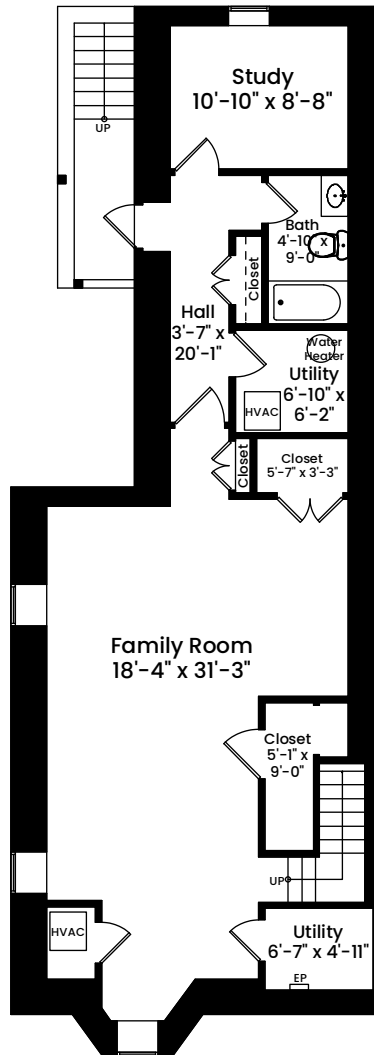 Study
10'-10" x 8'-8"
UP
Bath
4'-10" x
9'-0"
Closet
Hall
3'-7" x
20'-1"
Water
Heater
Utility
6'-10" x
6'-2"
HVAC
Closet
Closet
5'-7" x 3'-3"
Family Room
18'-4" x 31'-3"
Closet
5'-1" x
9'-0"
UP
HVAC
Utility
6'-7" x 4'-11"
EP